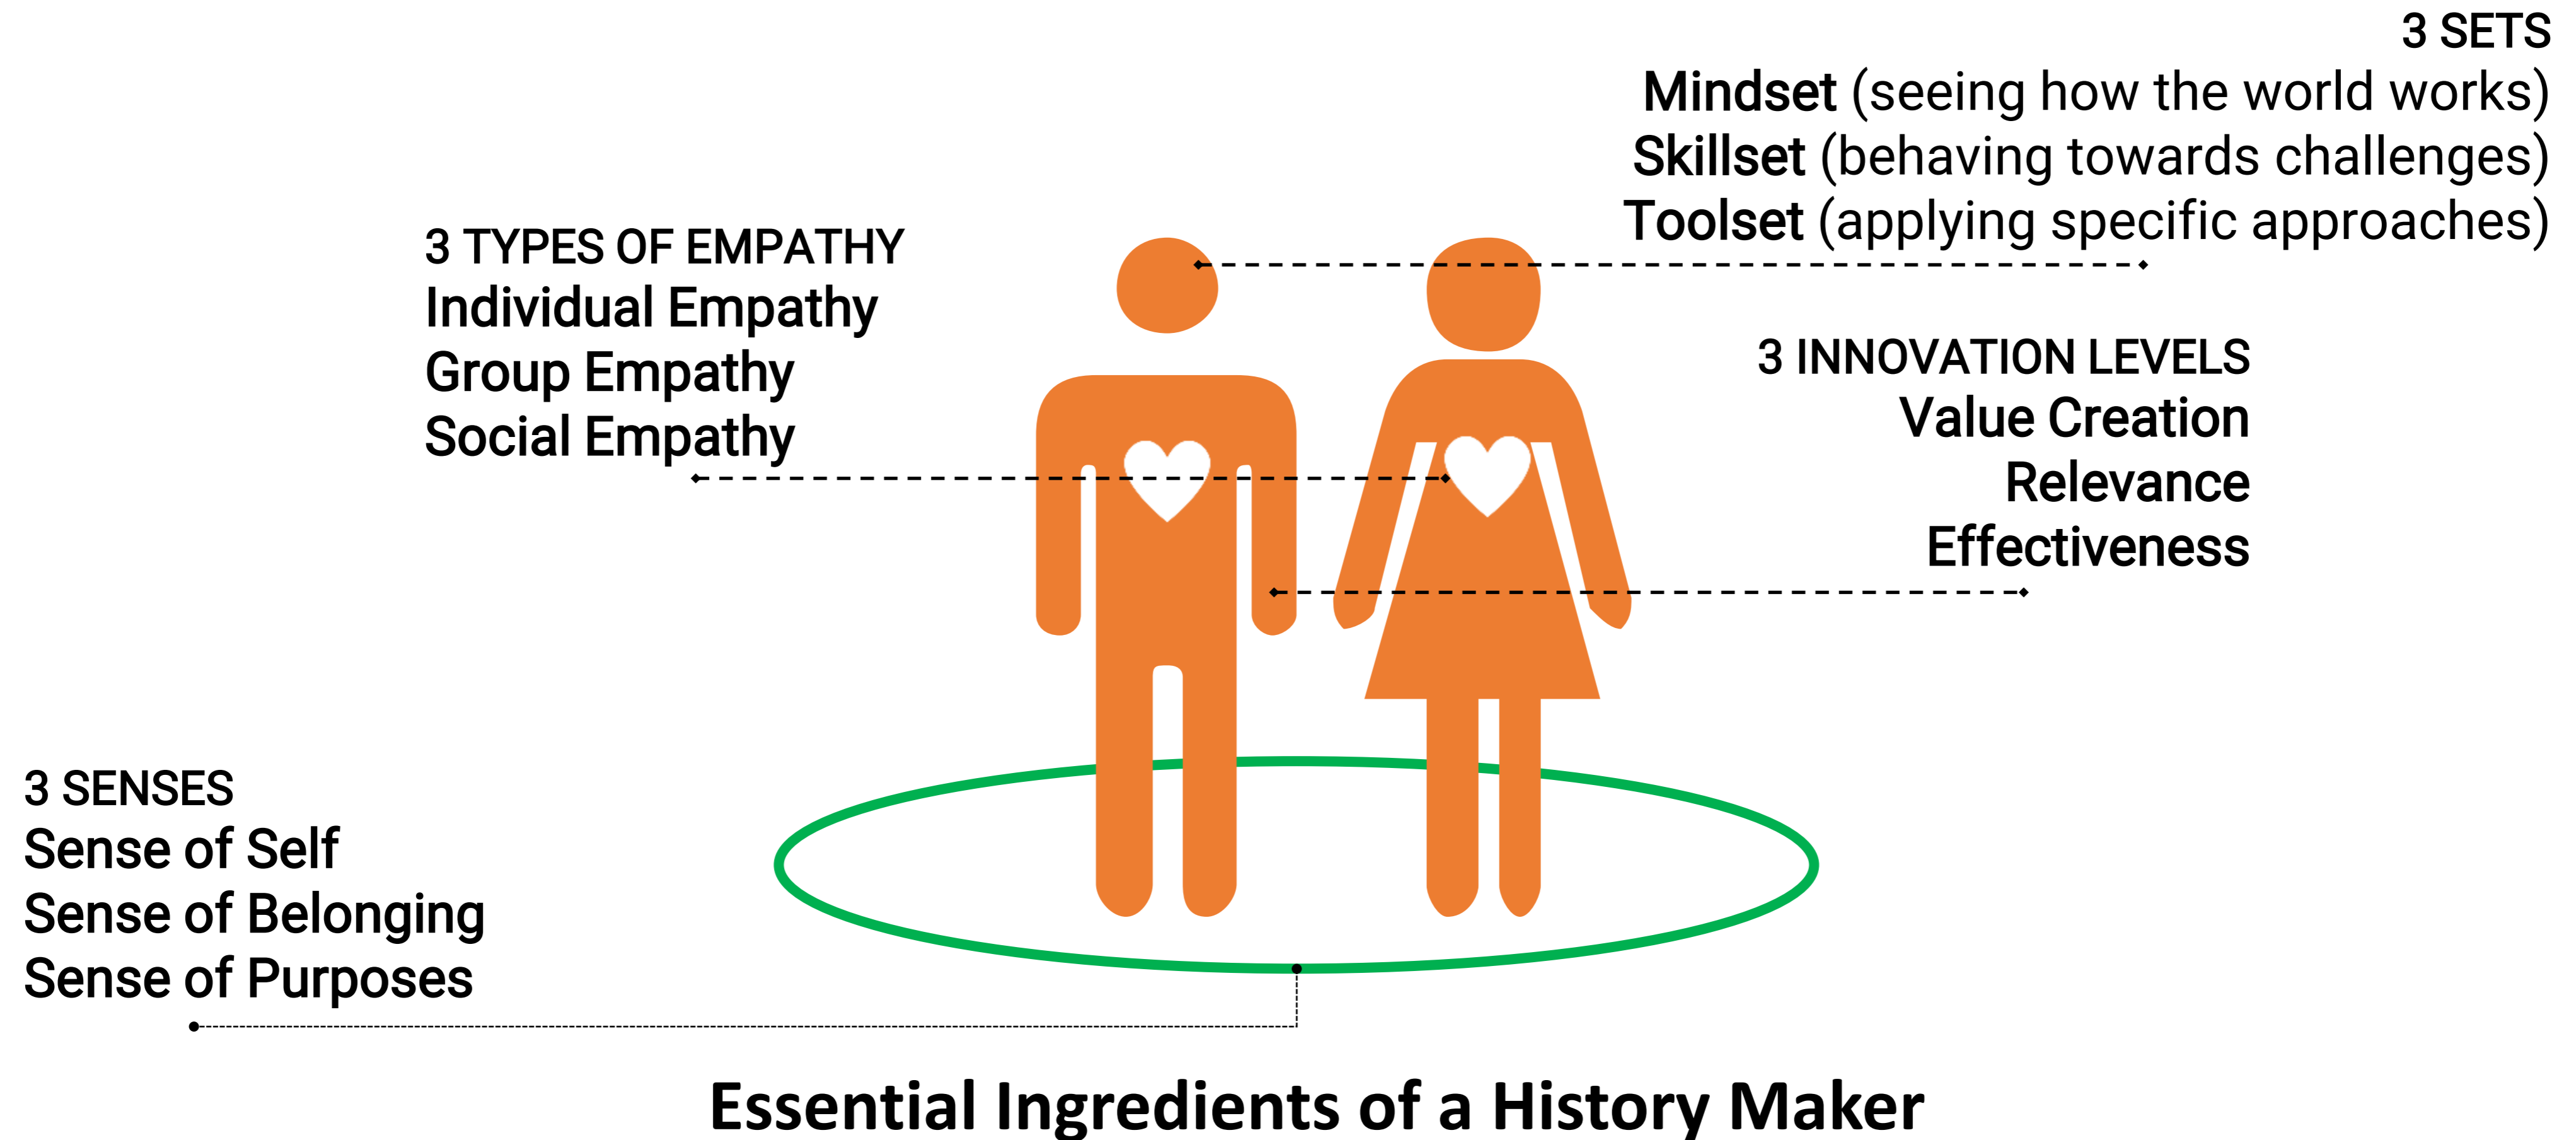 3 SETS
Mindset (seeing how the world works)
Skillset (behaving towards challenges)
Toolset (applying specific approaches)
3 TYPES OF EMPATHY
Individual Empathy
Group Empathy
Social Empathy
3 INNOVATION LEVELS
Value Creation
Relevance
Effectiveness
3 SENSES
Sense of Self
Sense of Belonging
Sense of Purposes
Essential Ingredients of a History Maker